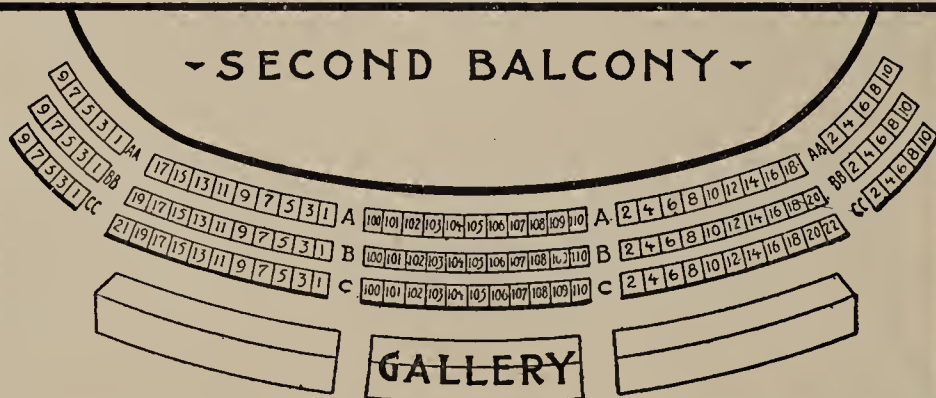 -SECOND BALCONY-
9 7 5 3 1 AA
9 7 5 3 1 BB
9 7 5 3 1 CC
17 15 13 11 9 7 5 3 1 A 100 101 102 103 104 105 106 107 108 109 110 A 2 4 6 8 10 12 14 16 18
19 17 15 13 11 9 7 5 3 1 B 100 101 102 103 104 105 106 107 108 109 110 B 2 4 6 8 10 12 14 16 18 20
21 19 17 15 13 11 9 7 5 3 1 C 100 101 102 103 104 105 106 107 108 109 110 C 2 4 6 8 10 12 14 16 18 20 22
AA 2 4 6 8 10
BB 2 4 6 8 10
CC 2 4 6 8 10
GALLERY